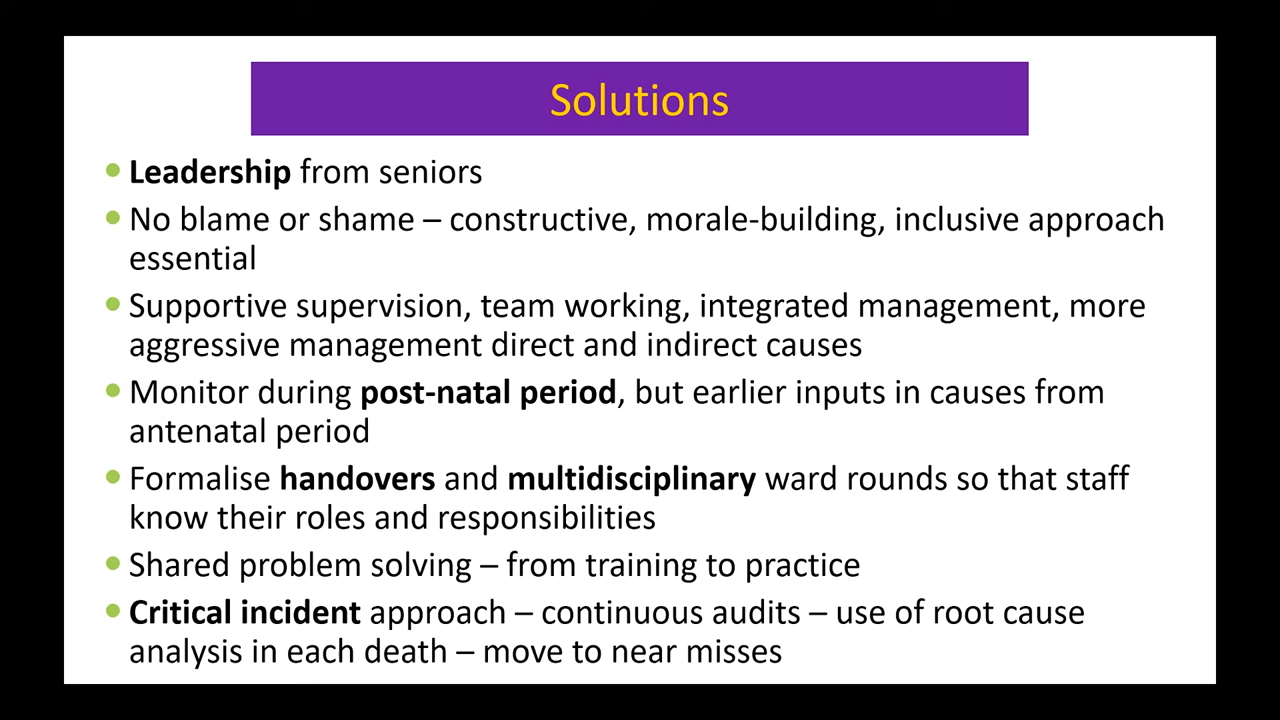 Solutions
• Leadership from seniors
• No blame or shame – constructive, morale-building, inclusive approach
essential
• Supportive supervision, team working, integrated management, more
aggressive management direct and indirect causes
• Monitor during post-natal period, but earlier inputs in causes from
antenatal period
• Formalise handovers and multidisciplinary ward rounds so that staff
know their roles and responsibilities
• Shared problem solving – from training to practice
• Critical incident approach – continuous audits – use of root cause
analysis in each death – move to near misses